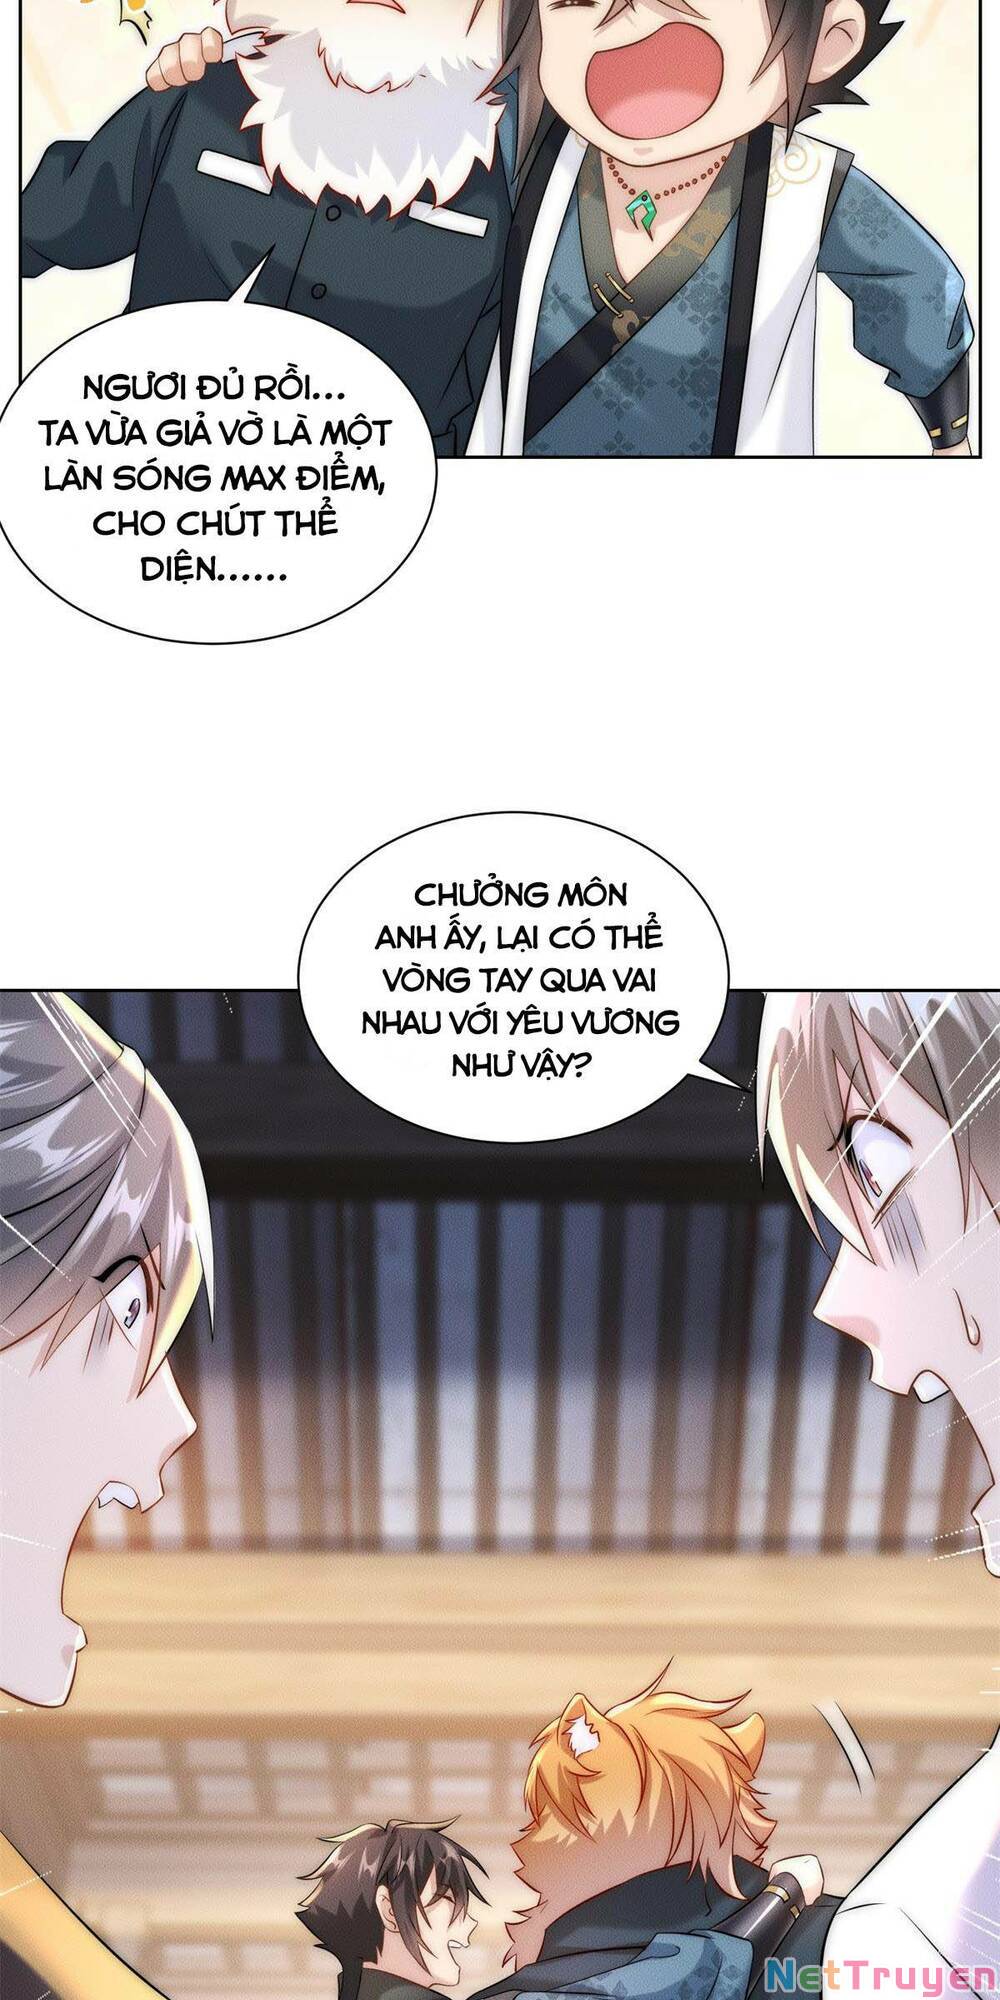 NGƯƠI ĐỦ RỒI...
TA VỪA GIẢ VỜ LÀ MỘT
LÀN SÓNG MAX ĐIỂM,
CHO CHÚT THỂ
DIỆN......
CHƯỞNG MÔN
ANH ẤY, LẠI CÓ THỂ
VÒNG TAY QUA VAI
NHAU VỚI YÊU VƯƠNG
NHƯ VẬY?
NetTruyen